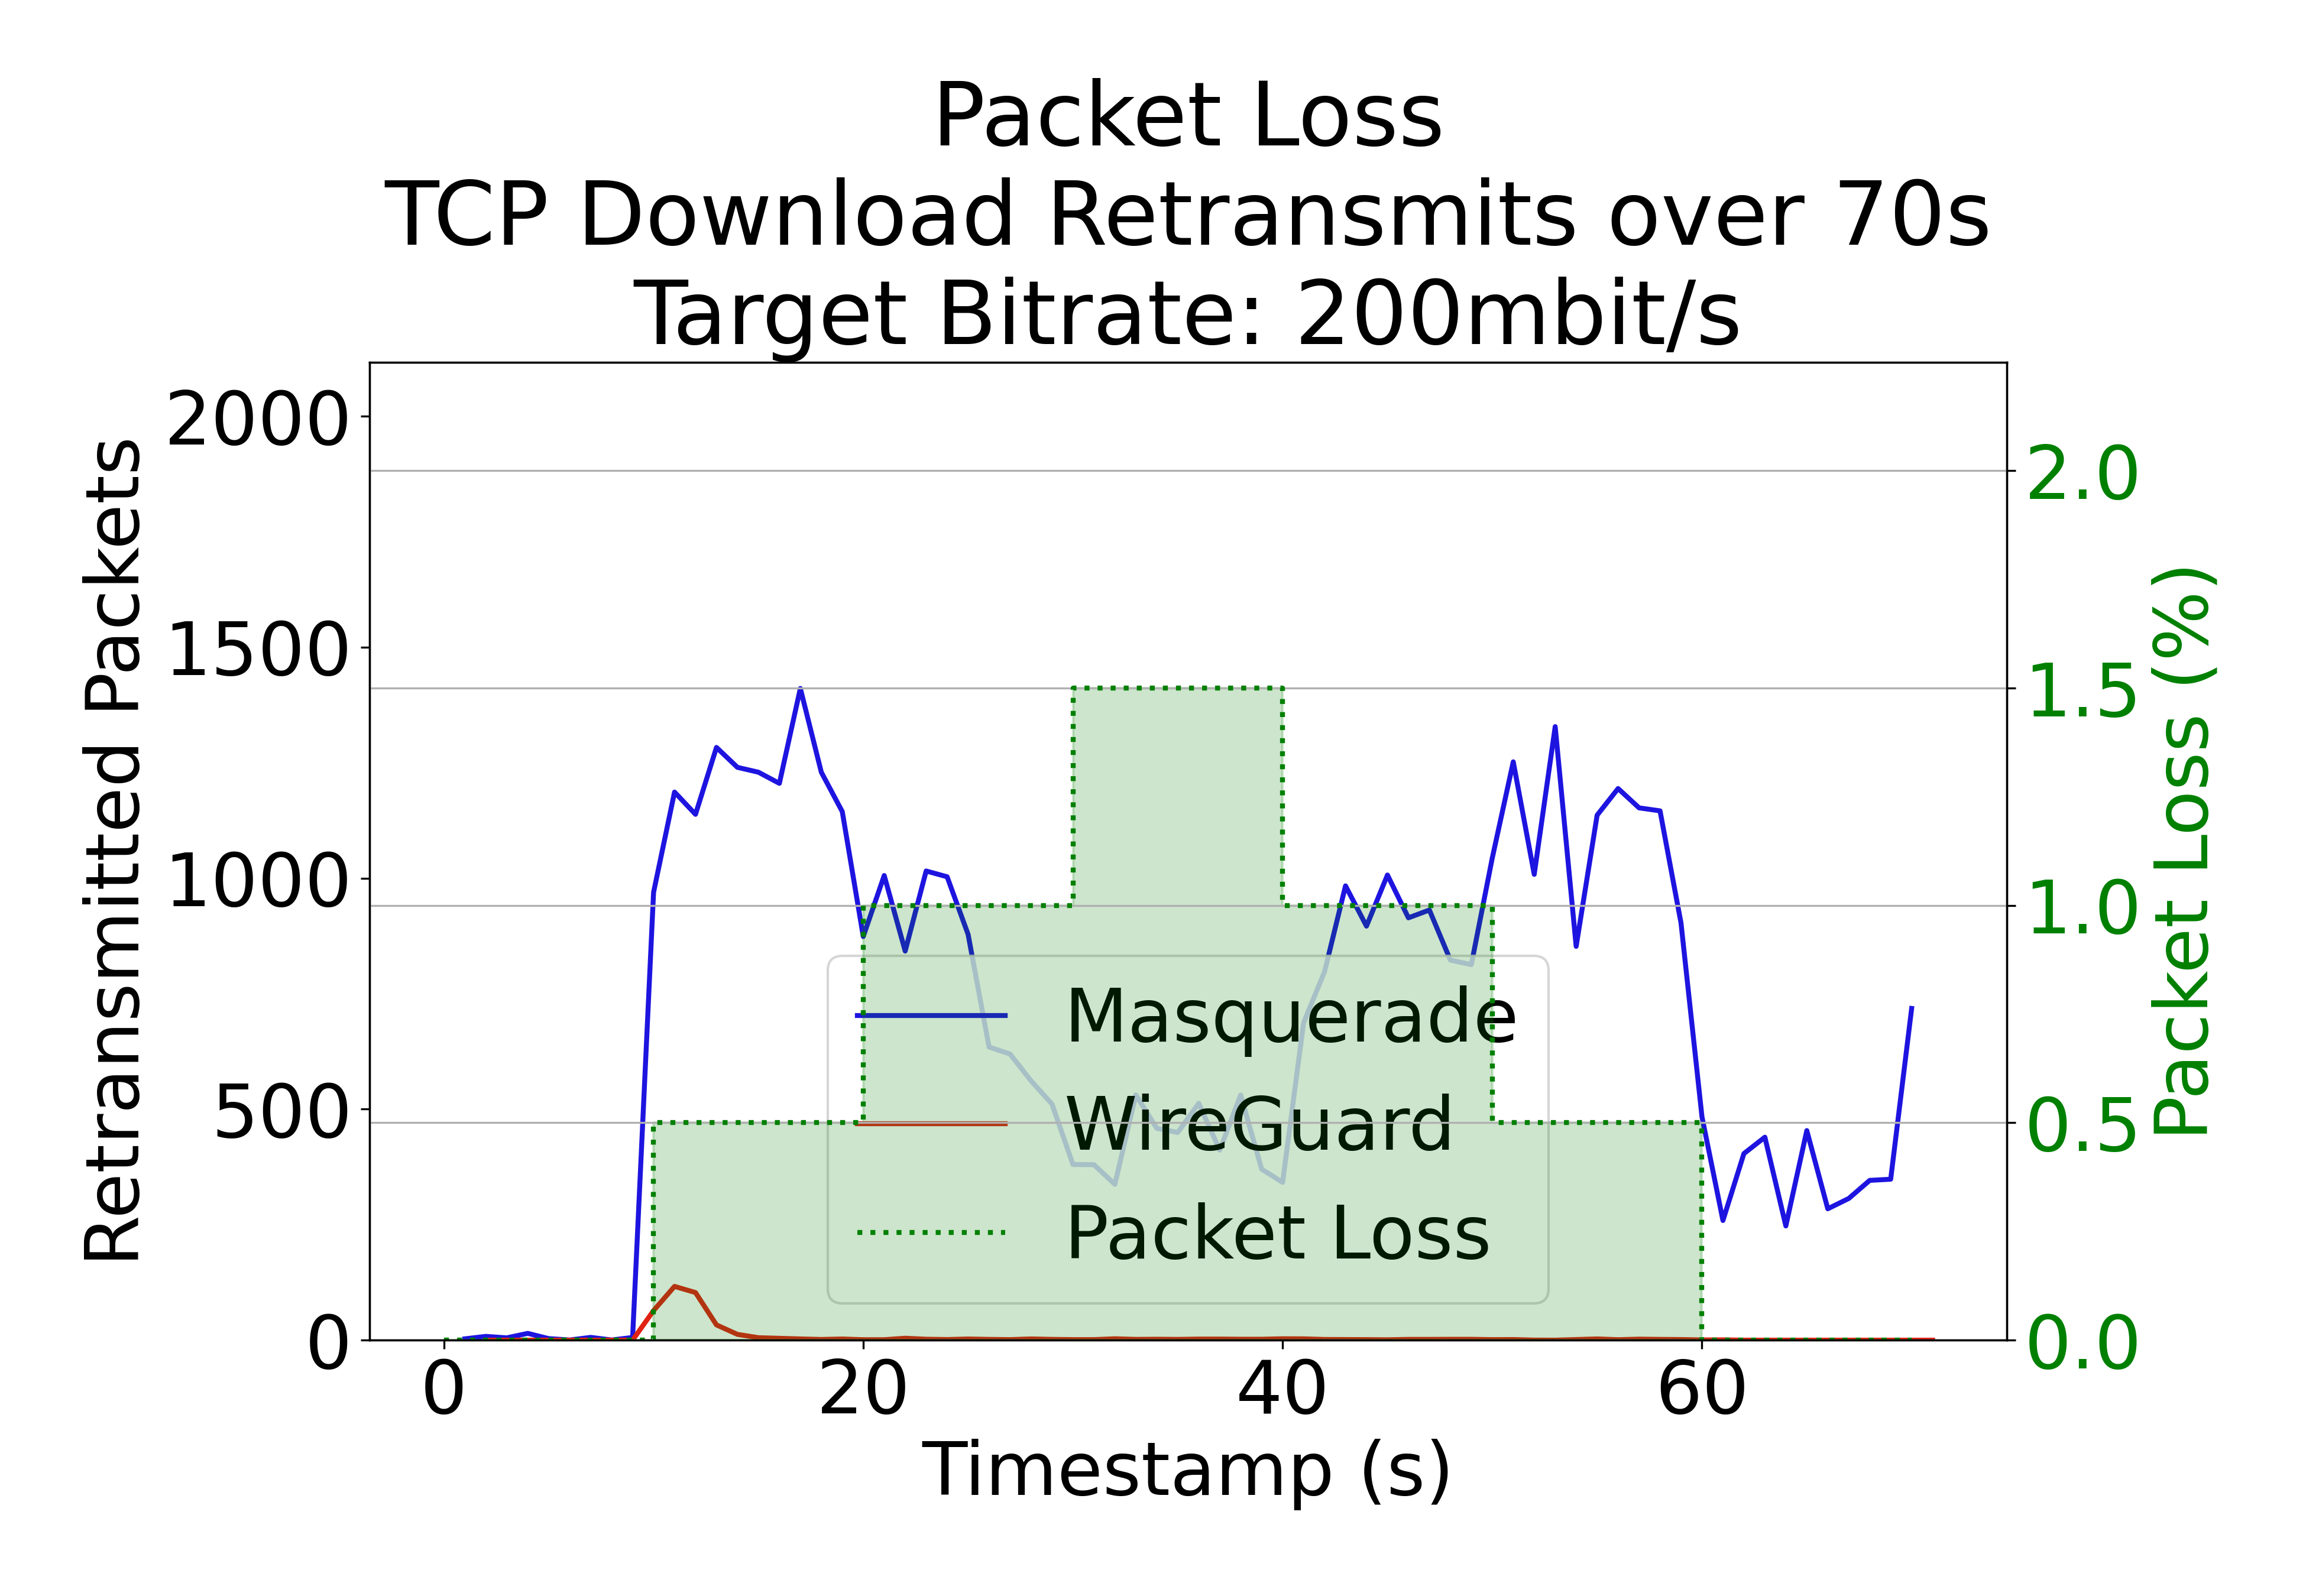 Packet Loss
TCP Download Retransmits over 70s
Target Bitrate: 200mbit/s
Retransmitted Packets
2000
1500
1000
500
0
Masquerade
WireGuard
Packet Loss
2.0
1.5
1.0
0.5
0.0
Packet Loss (%)
0 20 40 60
Timestamp (s)